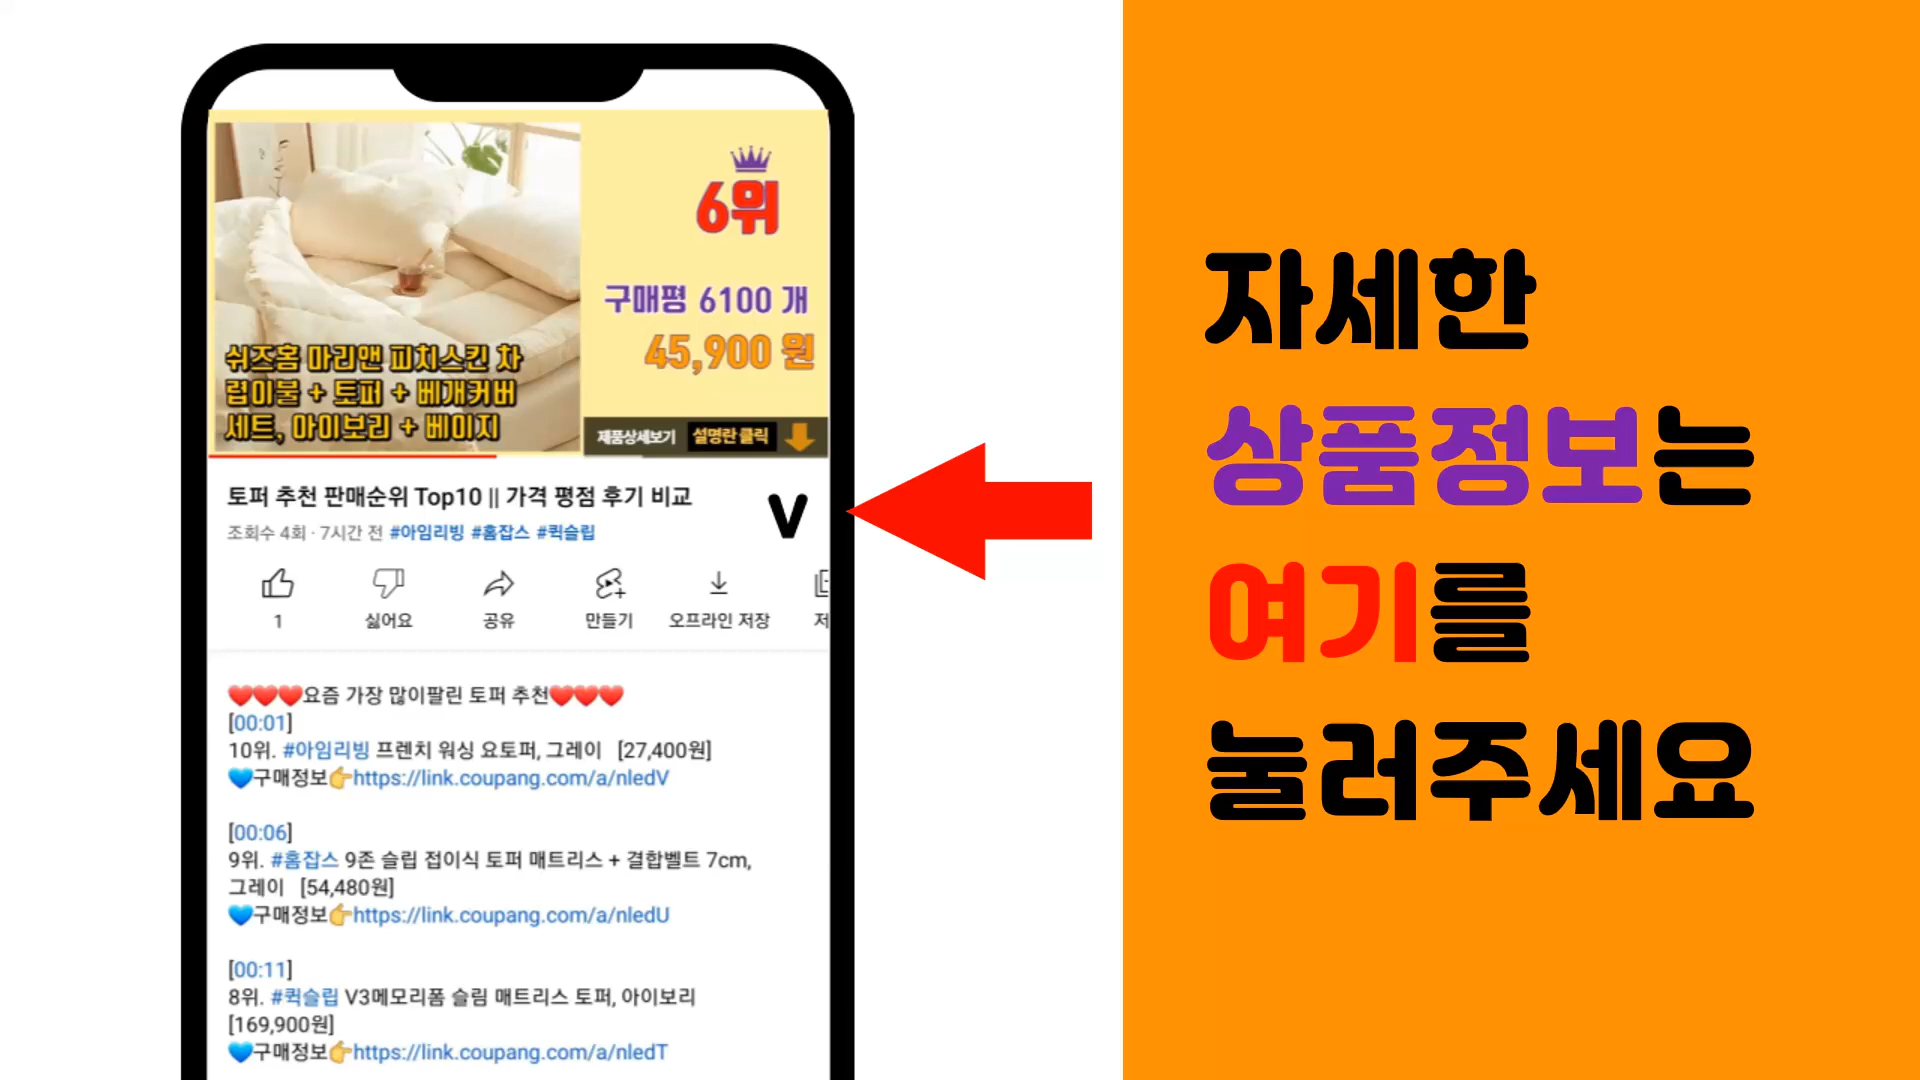 6위
구매평 6100 개
45,900 원
쉬즈홈 마리앤 피치스킨 차
렵이불 + 토퍼 + 베개커버
세트, 아이보리 + 베이지
제품상세보기 설명란 클릭
토퍼 추천 판매순위 Top10 || 가격 평점 후기 비교
V
조회수 4회 · 7시간 전 #아임리빙 #홈잡스 #퀵슬립
1 싫어요 공유 만들기 오프라인 저장 저
❤❤❤요즘 가장 많이팔린 토퍼 추천❤❤❤
[00:01]
10위. #아임리빙 프렌치 워싱 요토퍼, 그레이 [27,400원]
💙구매정보👉https://link.coupang.com/a/nledV
[00:06]
9위. #홈잡스 9존 슬립 접이식 토퍼 매트리스 + 결합벨트 7cm,
그레이 [54,480원]
💙구매정보👉https://link.coupang.com/a/nledU
[00:11]
8위. #퀵슬립 V3메모리폼 슬림 매트리스 토퍼, 아이보리
[169,900원]
💙구매정보👉https://link.coupang.com/a/nledT
자세한
상품정보는
여기를
눌러주세요